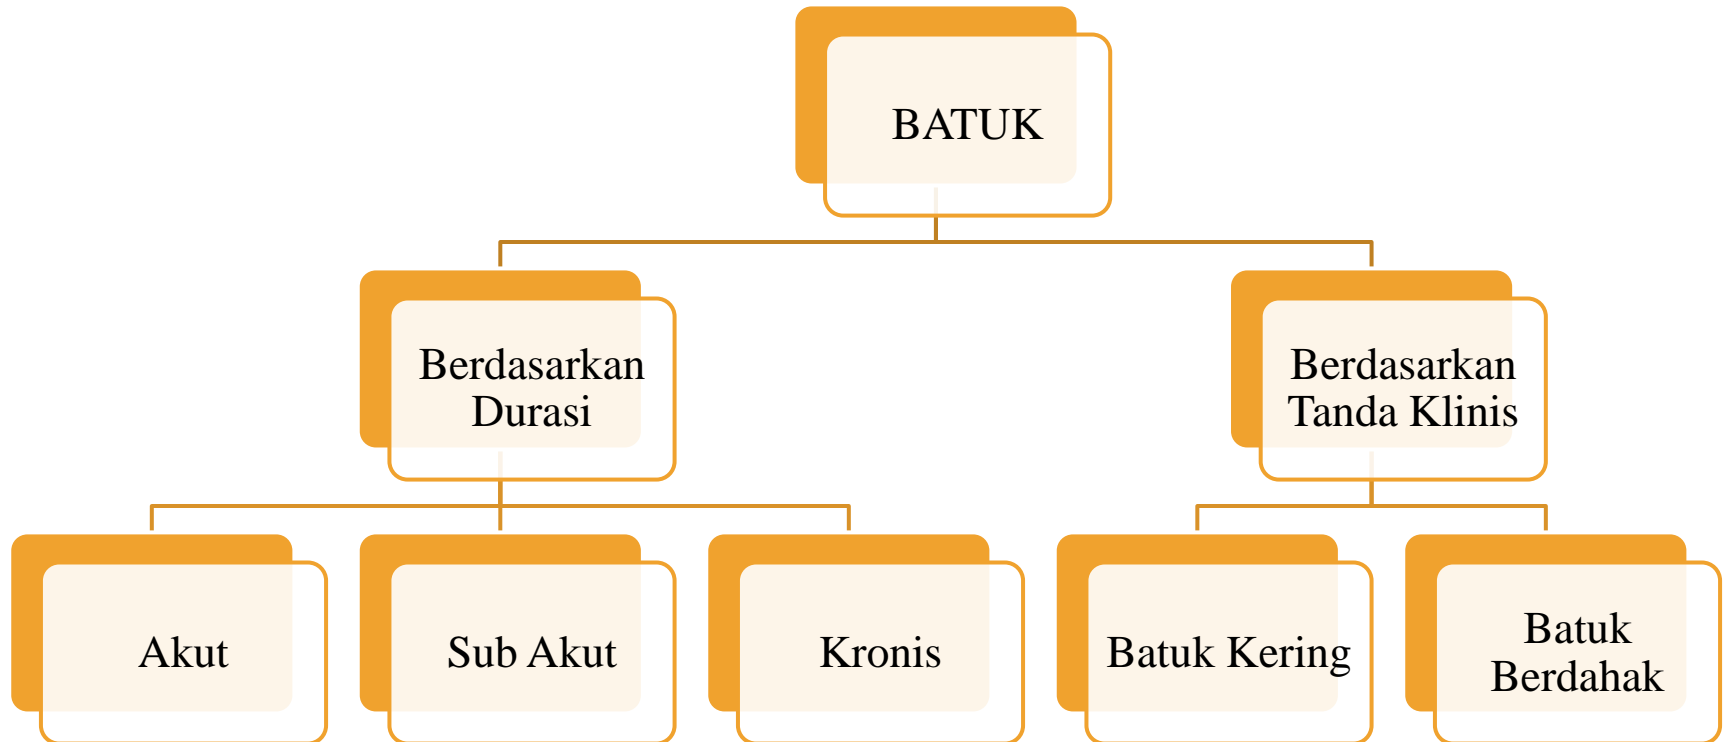 BATUK
Berdasarkan
Durasi
Berdasarkan
Tanda Klinis
Akut
Sub Akut
Kronis
Batuk Kering
Batuk
Berdahak